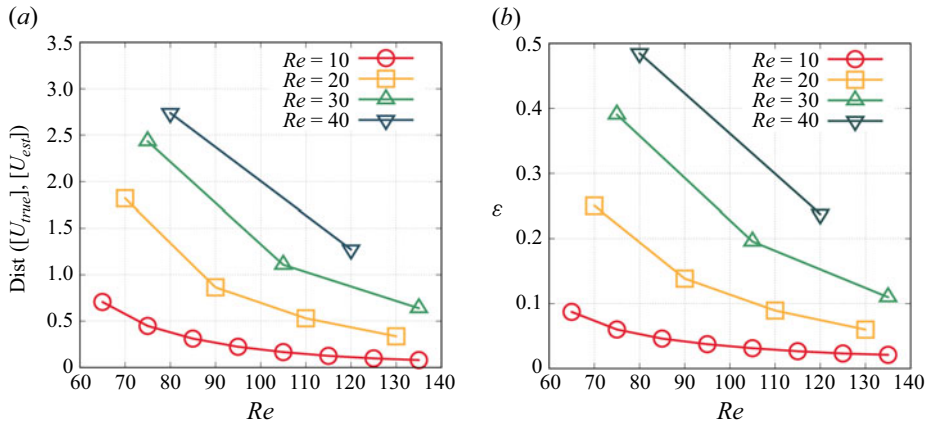 (a)
3.5
3.0
2.5
2.0
1.5
1.0
0.5
0
Dist ([U_true], [U_est])
Re = 10
Re = 20
Re = 30
Re = 40
60 70 80 90 100 110 120 130 140
Re
(b)
0.5
0.4
0.3
0.2
0.1
0
ε
Re = 10
Re = 20
Re = 30
Re = 40
60 70 80 90 100 110 120 130 140
Re